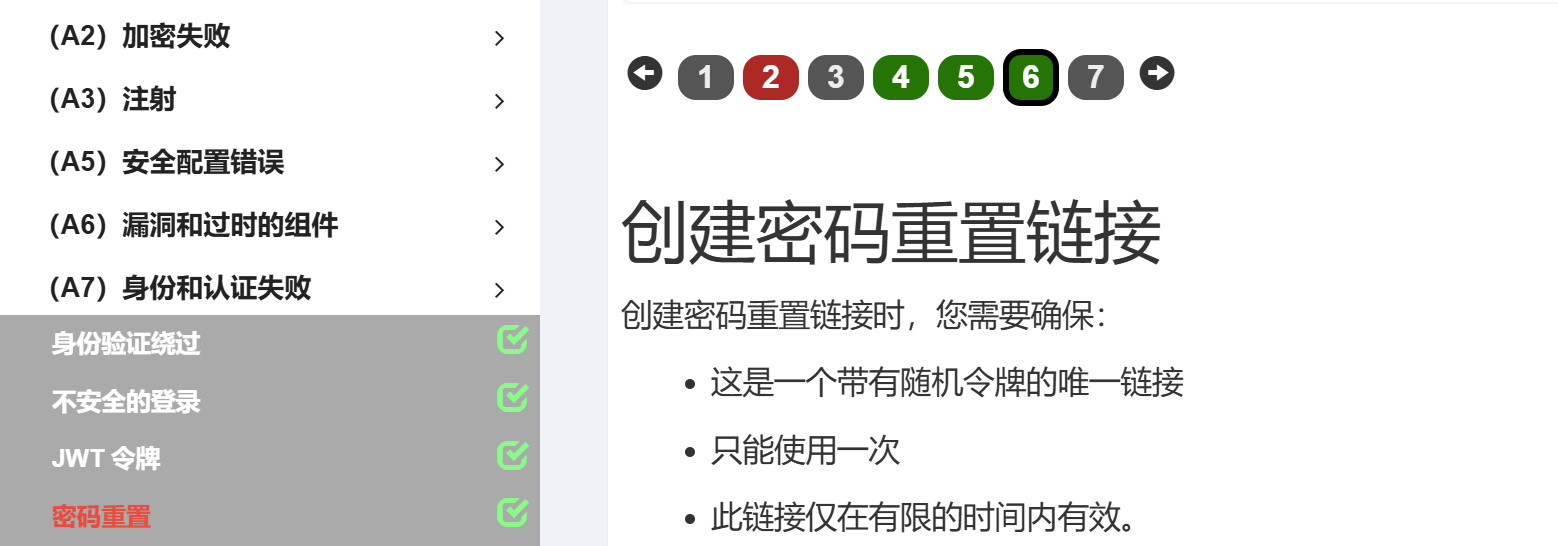 （A2）加密失败
（A3）注射
（A5）安全配置错误
（A6）漏洞和过时的组件
（A7）身份和认证失败
身份验证绕过
不安全的登录
JWT 令牌
密码重置
1 2 3 4 5 6 7
创建密码重置链接
创建密码重置链接时，您需要确保：
这是一个带有随机令牌的唯一链接
只能使用一次
此链接仅在有限的时间内有效。